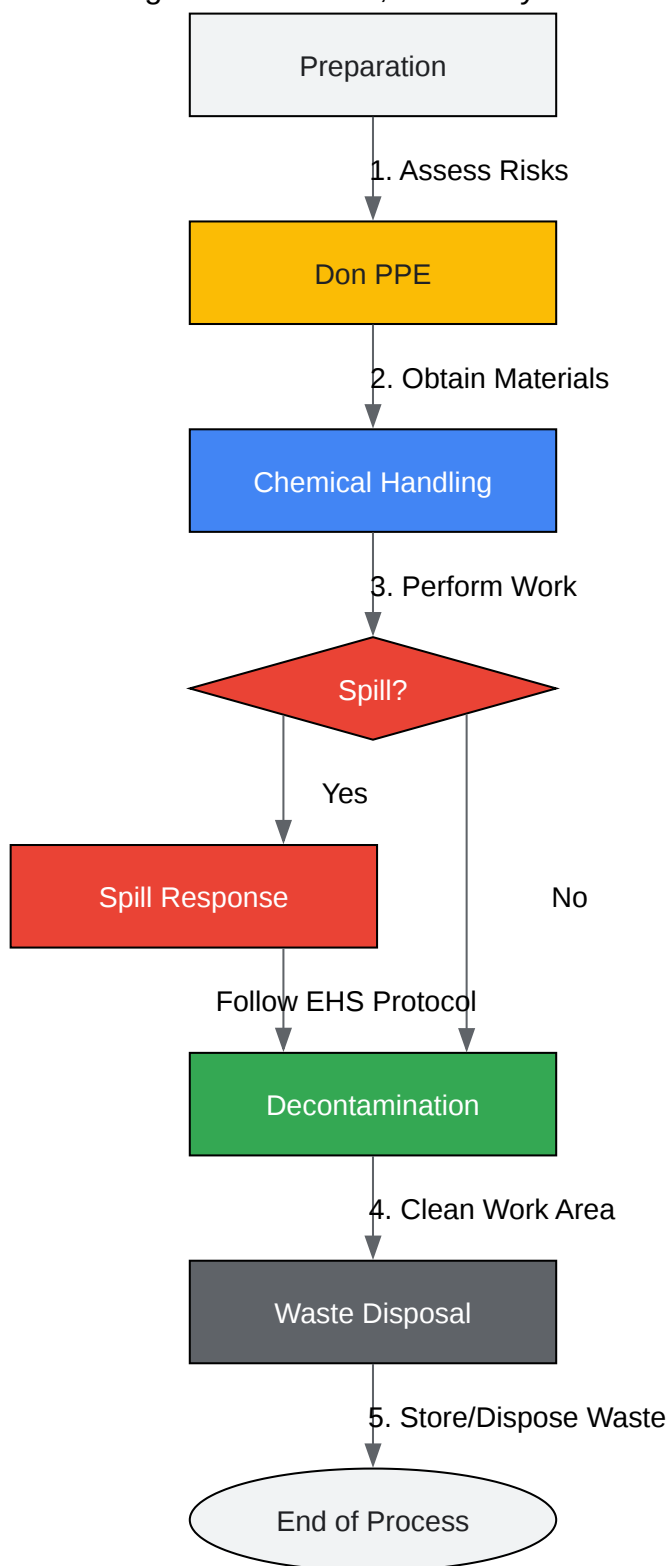 Preparation
1. Assess Risks
Don PPE
2. Obtain Materials
Chemical Handling
3. Perform Work
Spill?
Yes
Spill Response
No
Follow EHS Protocol
Decontamination
4. Clean Work Area
Waste Disposal
5. Store/Dispose Waste
End of Process